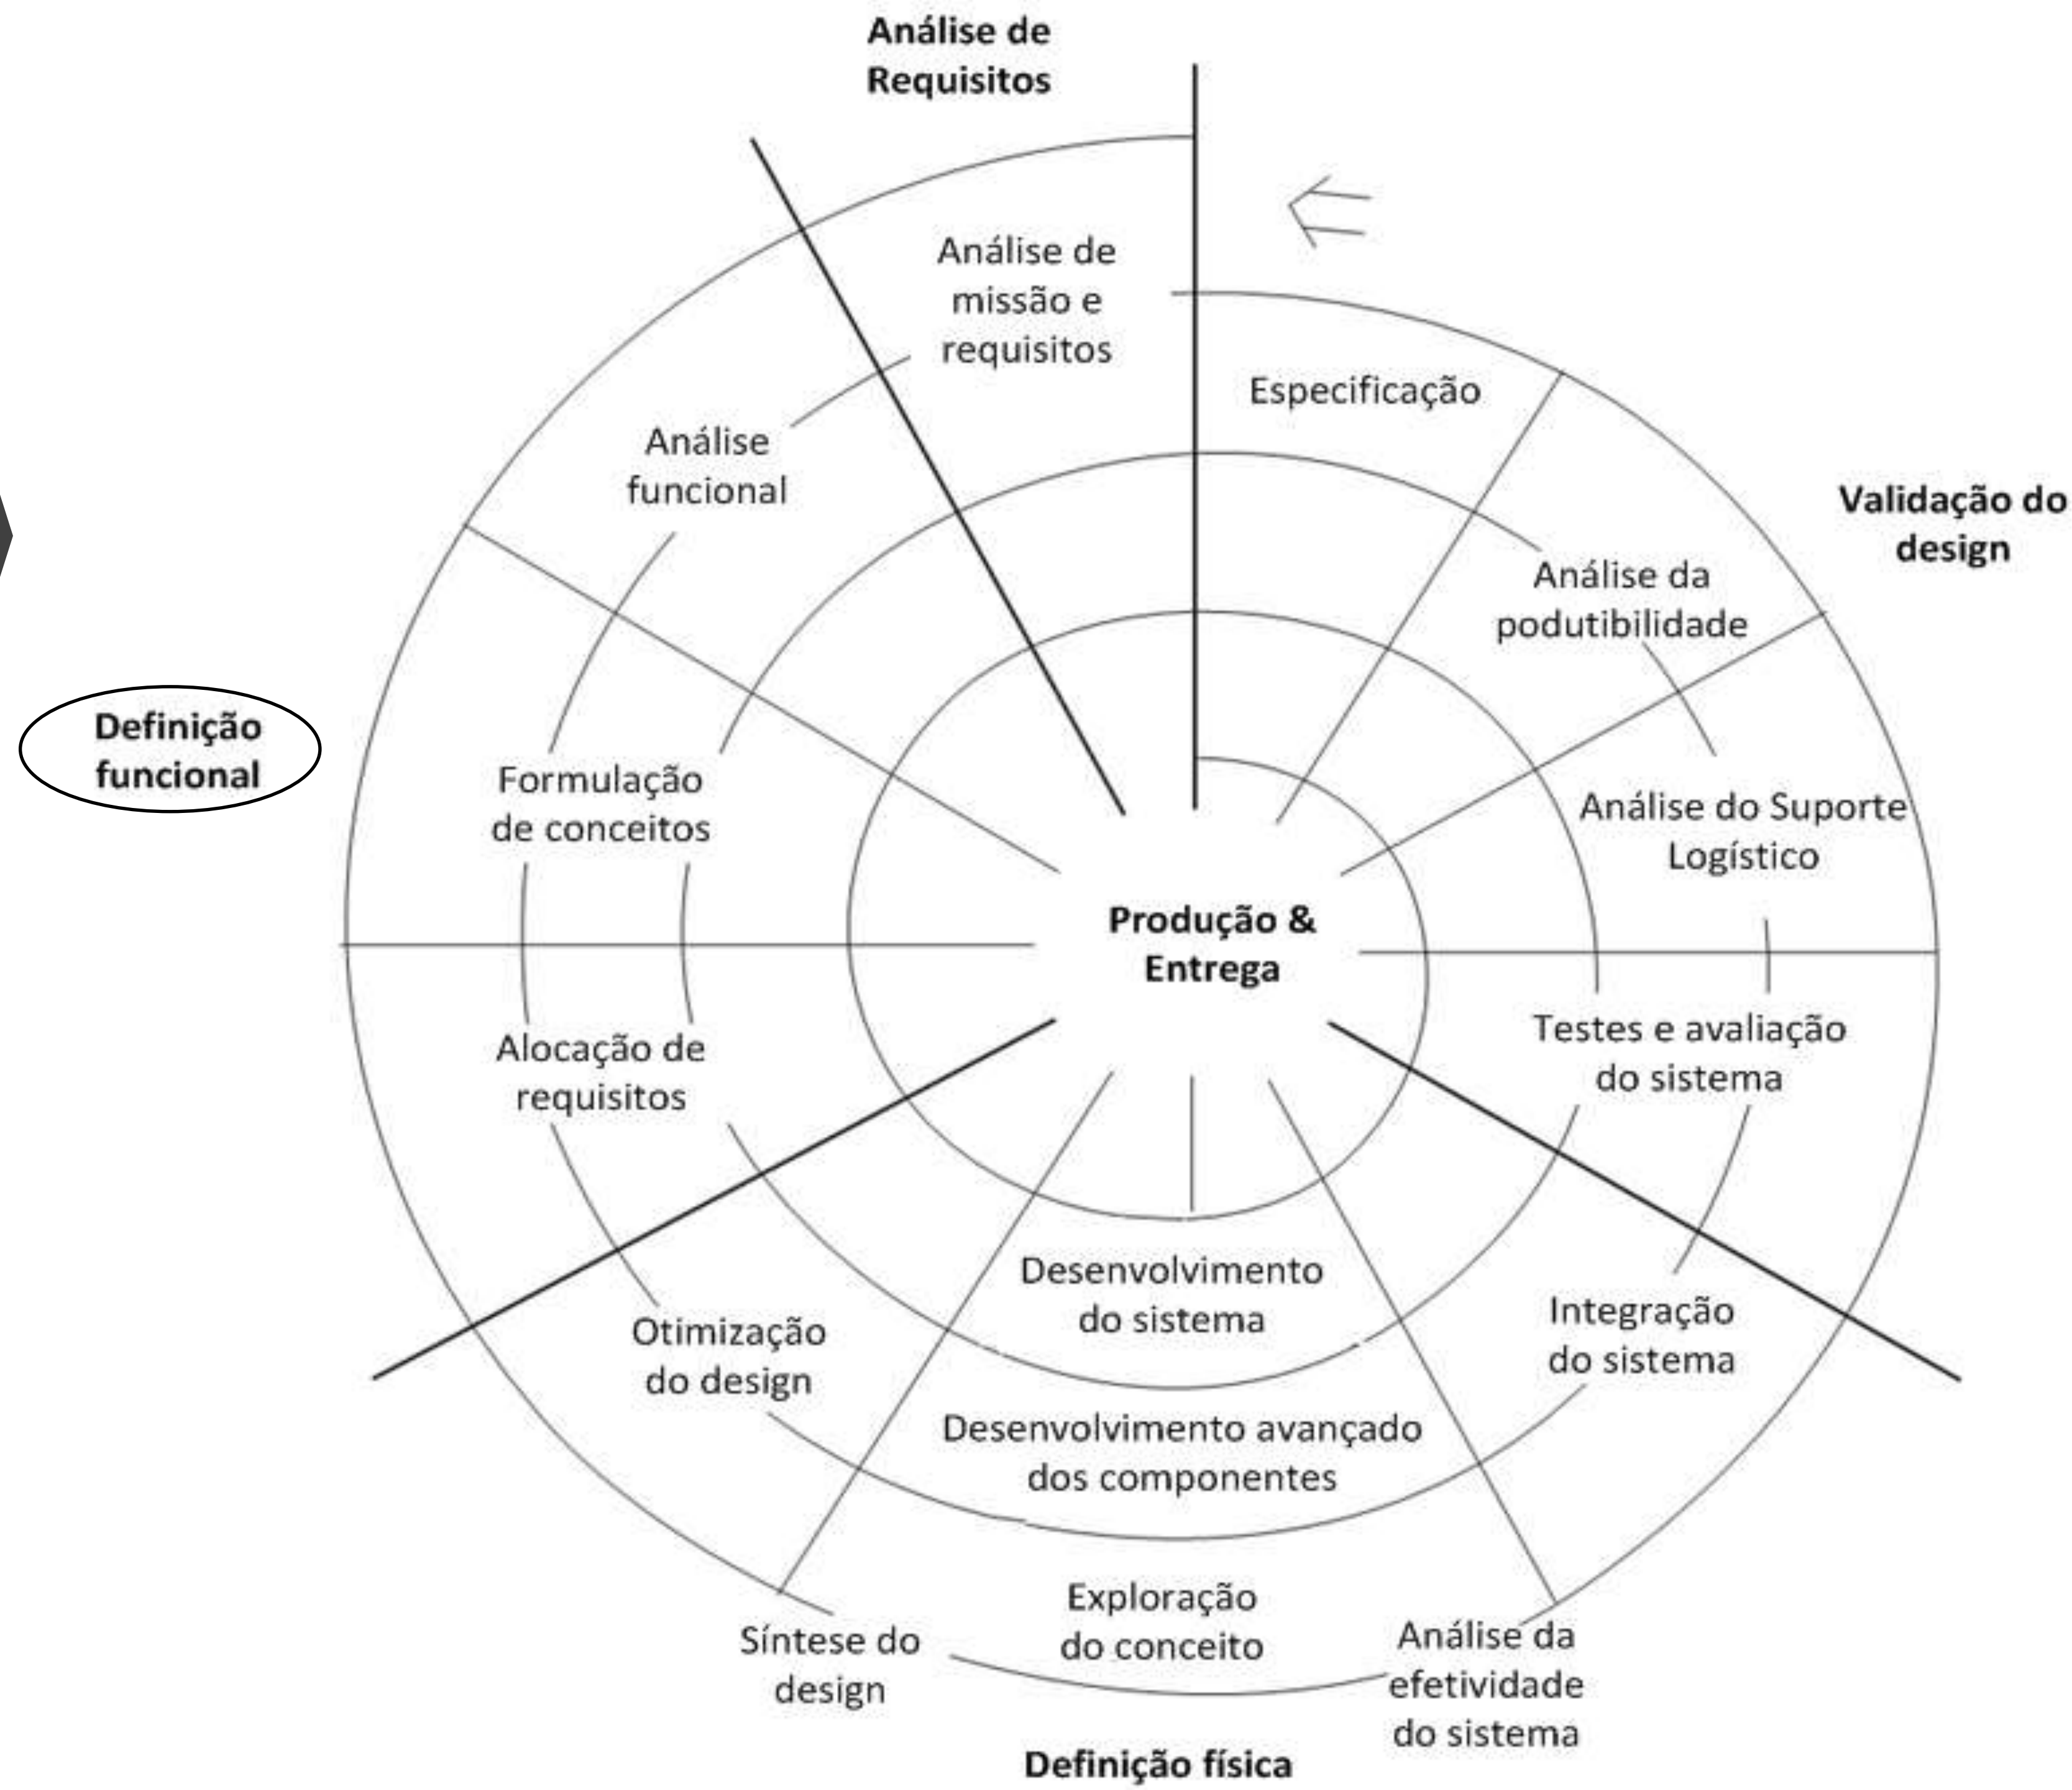 Análise de
Requisitos
Análise de
missão e
requisitos
Especificação
Análise
funcional
Validação do
design
Análise da
podutibilidade
Definição
funcional
Formulação
de conceitos
Análise do Suporte
Logístico
Produção &
Entrega
Alocação de
requisitos
Testes e avaliação
do sistema
Desenvolvimento
do sistema
Otimização
do design
Integração
do sistema
Desenvolvimento avançado
dos componentes
Exploração
do conceito
Síntese do
design
Análise da
efetividade
do sistema
Definição física